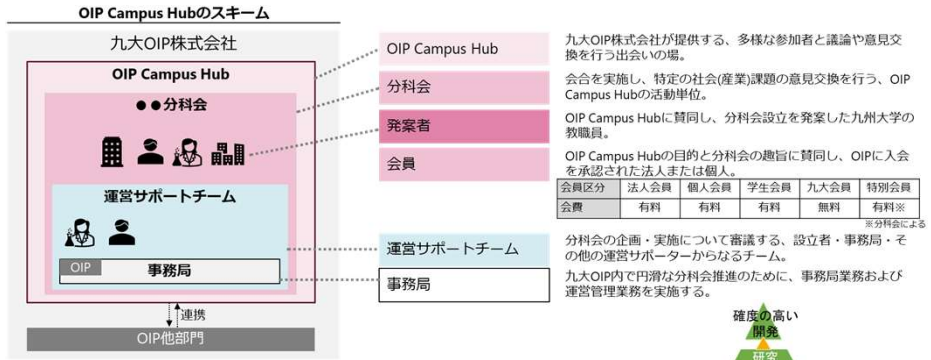 OIP Campus Hubのスキーム
九大OIP株式会社
OIP Campus Hub
●●分科会
運営サポートチーム
OIP
事務局
連携
OIP他部門
OIP Campus Hub
九大OIP株式会社が提供する、多様な参加者と議論や意見交
換を行う出会いの場。
分科会
会合を実施し、特定の社会(産業)課題の意見交換を行う、OIP
Campus Hubの活動単位。
発案者
OIP Campus Hubに賛同し、分科会設立を発案した九州大学の
教職員。
会員
OIP Campus Hubの目的と分科会の趣旨に賛同し、OIPに入会
を承認された法人または個人。
会員区分 法人会員 個人会員 学生会員 九大会員 特別会員
会費 有料 有料 有料 無料 有料※
※分科会による
運営サポートチーム
分科会の企画・実施について審議する、設立者・事務局・そ
の他の運営サポーターからなるチーム。
事務局
九大OIP内で円滑な分科会推進のために、事務局業務および
運営管理業務を実施する。
確度の高い
開発
研究